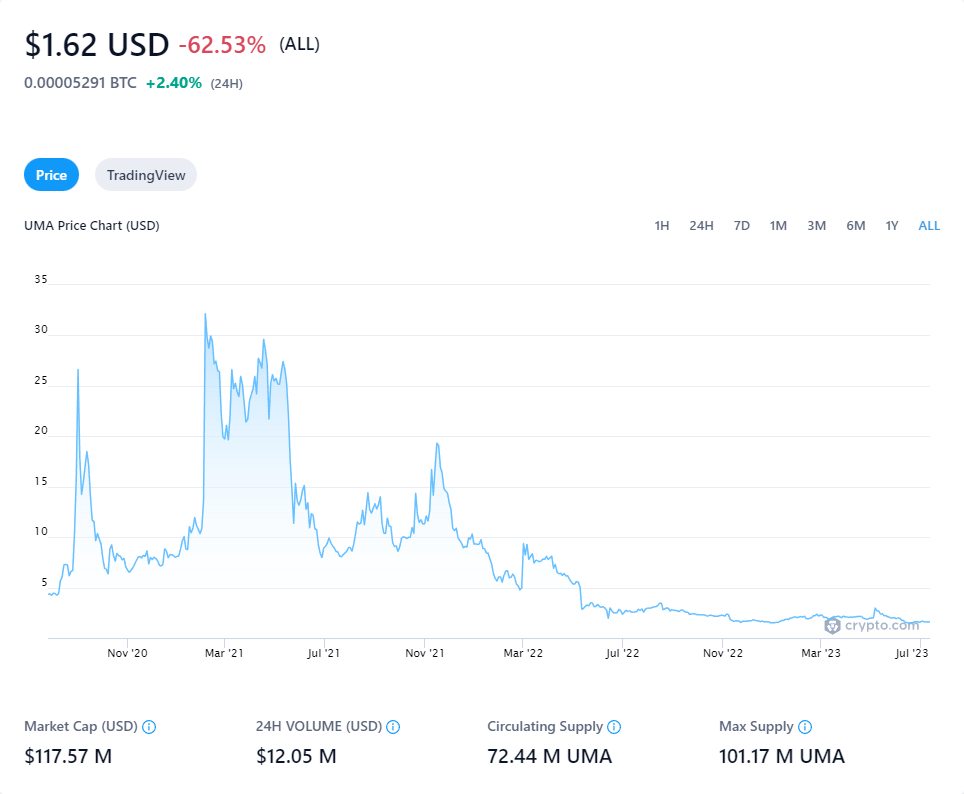 $1.62 USD -62.53% (ALL)
0.00005291 BTC +2.40% (24H)
Price TradingView
UMA Price Chart (USD) 1H 24H 7D 1M 3M 6M 1Y ALL
35
30
25
20
15
10
5
crypto.com
Nov '20 Mar '21 Jul '21 Nov '21 Mar '22 Jul '22 Nov '22 Mar '23 Jul '23
Market Cap (USD) 24H VOLUME (USD) Circulating Supply Max Supply
$117.57 M $12.05 M 72.44 M UMA 101.17 M UMA